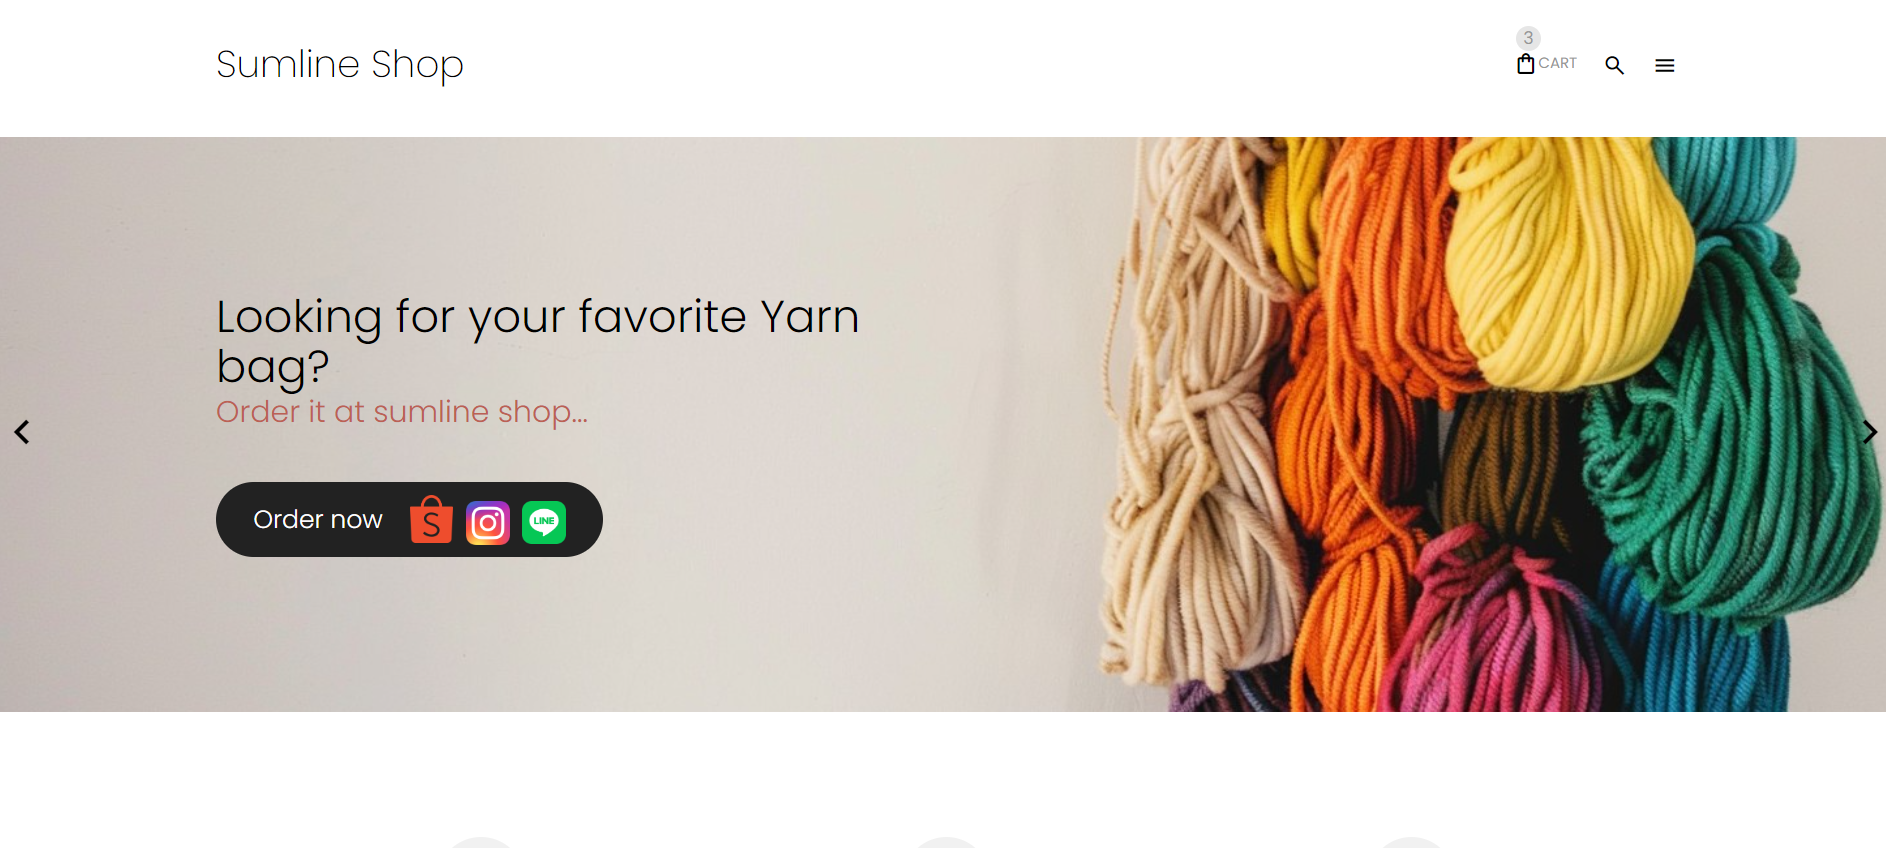 Sumline Shop
3
CART
Looking for your favorite Yarn
bag?
Order it at sumline shop...
Order now
S
LINE